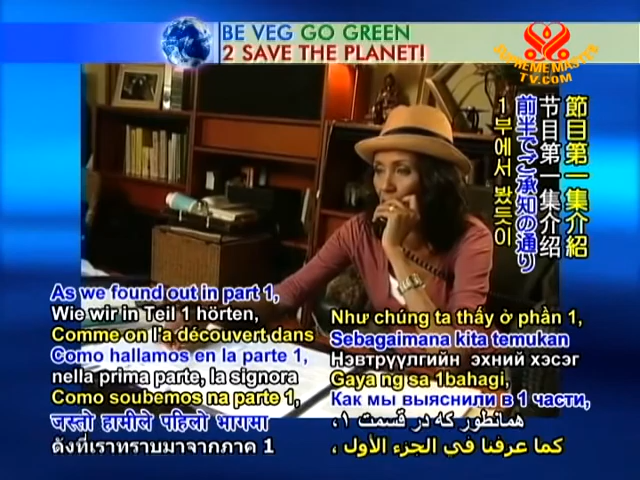 BE VEG GO GREEN
2 SAVE THE PLANET!
SUPREME MASTER
TV.COM
節目第一集介紹
节目第一集介绍
前半でご承知の通り
1부에서 봤듯이
As we found out in part 1,
Wie wir in Teil 1 hörten,
Comme on l'a découvert dans
Como hallamos en la parte 1,
nella prima parte, la signora
Como soubemos na parte 1,
जस्तो हामीले पहिलो भागमा
ดังที่เราทราบมาจากภาค 1
Như chúng ta thấy ở phần 1,
Sebagaimana kita temukan
Нэвтрүүлгийн эхний хэсэг
Gaya ng sa 1bahagi,
Как мы выяснили в 1 части,
همانطور که در قسمت ۱،
كما عرفنا في الجزء الأول ،